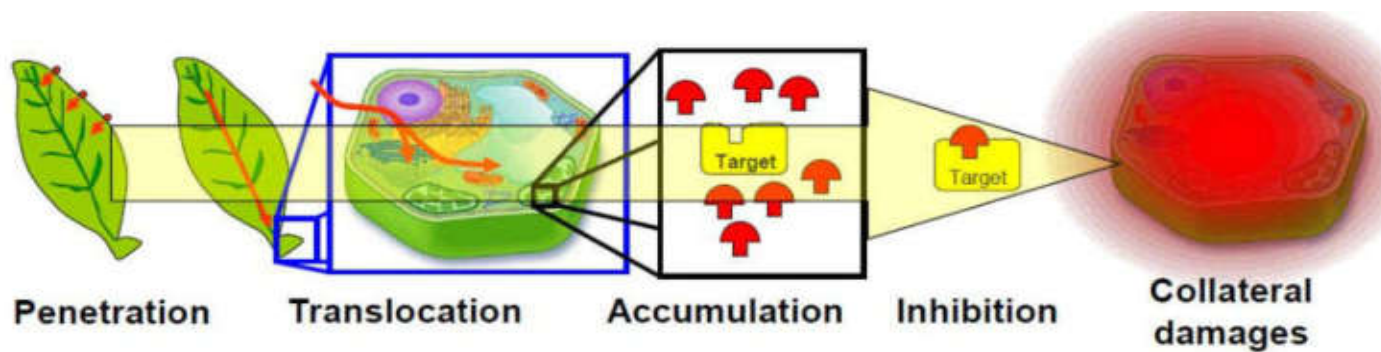 Target
Target
Penetration
Translocation
Accumulation
Inhibition
Collateral
damages